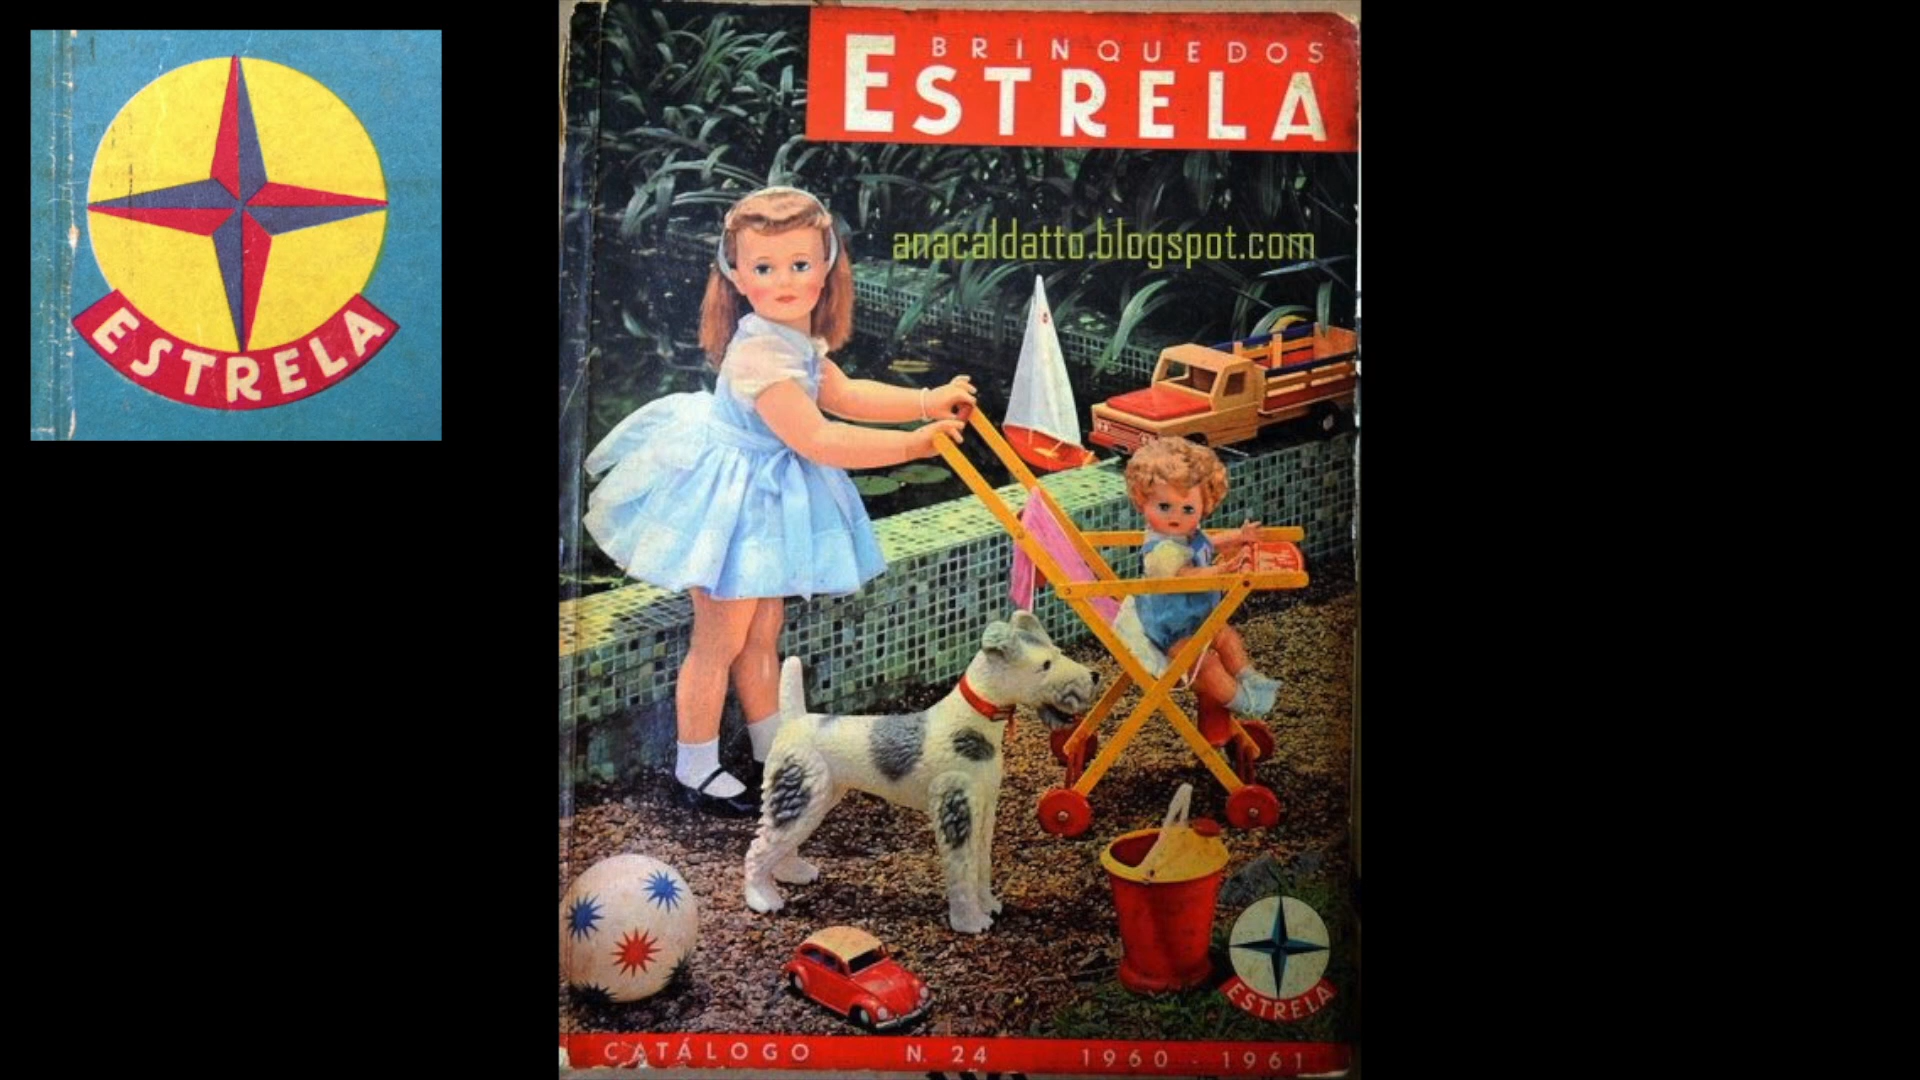 ESTRELA
BRINQUEDOS
ESTRELA
anacaldatto.blogspot.com
ESTRELA
CATÁLOGO N. 24 1960 - 1961